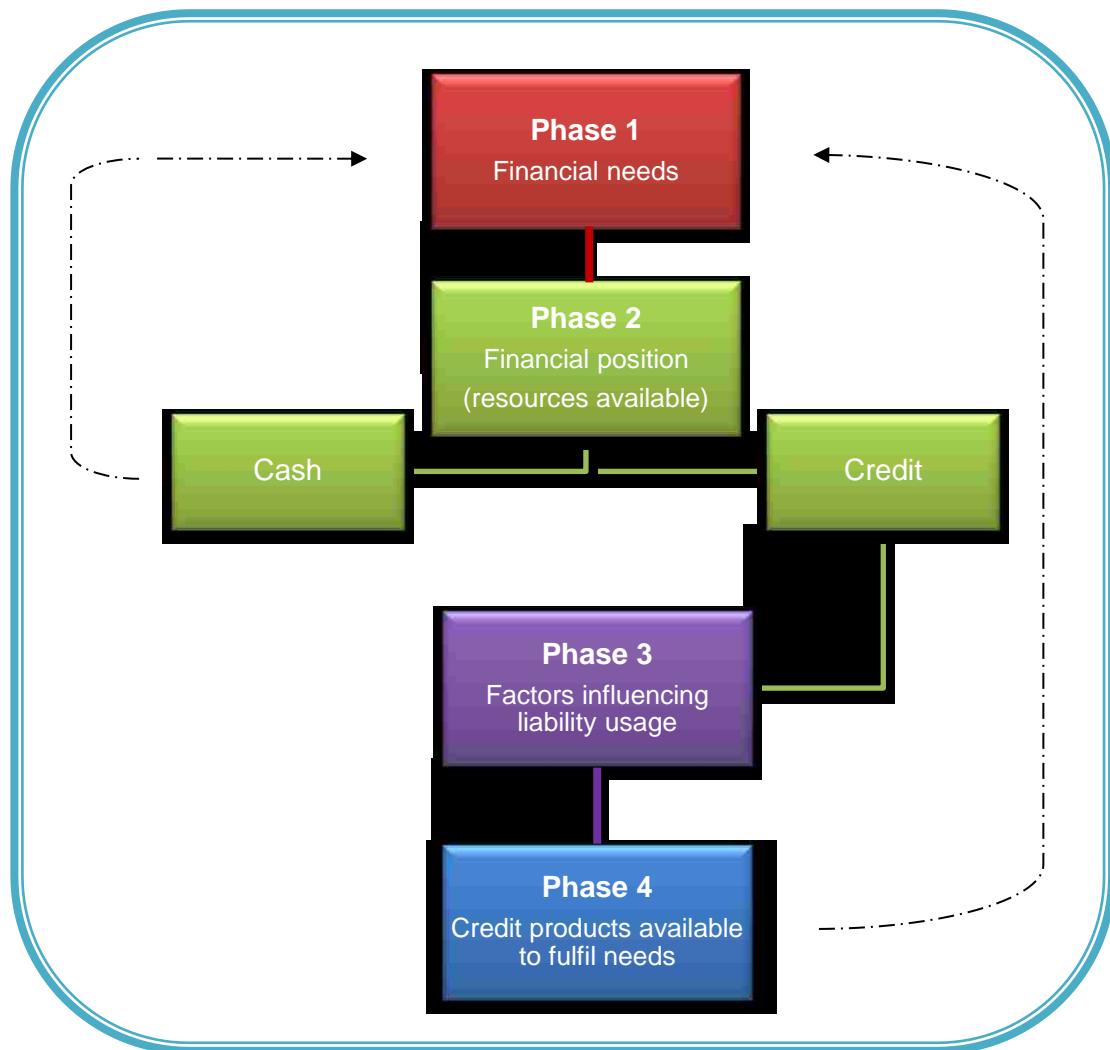 Phase 1
Financial needs
Phase 2
Financial position
(resources available)
Cash
Credit
Phase 3
Factors influencing
liability usage
Phase 4
Credit products available
to fulfil needs